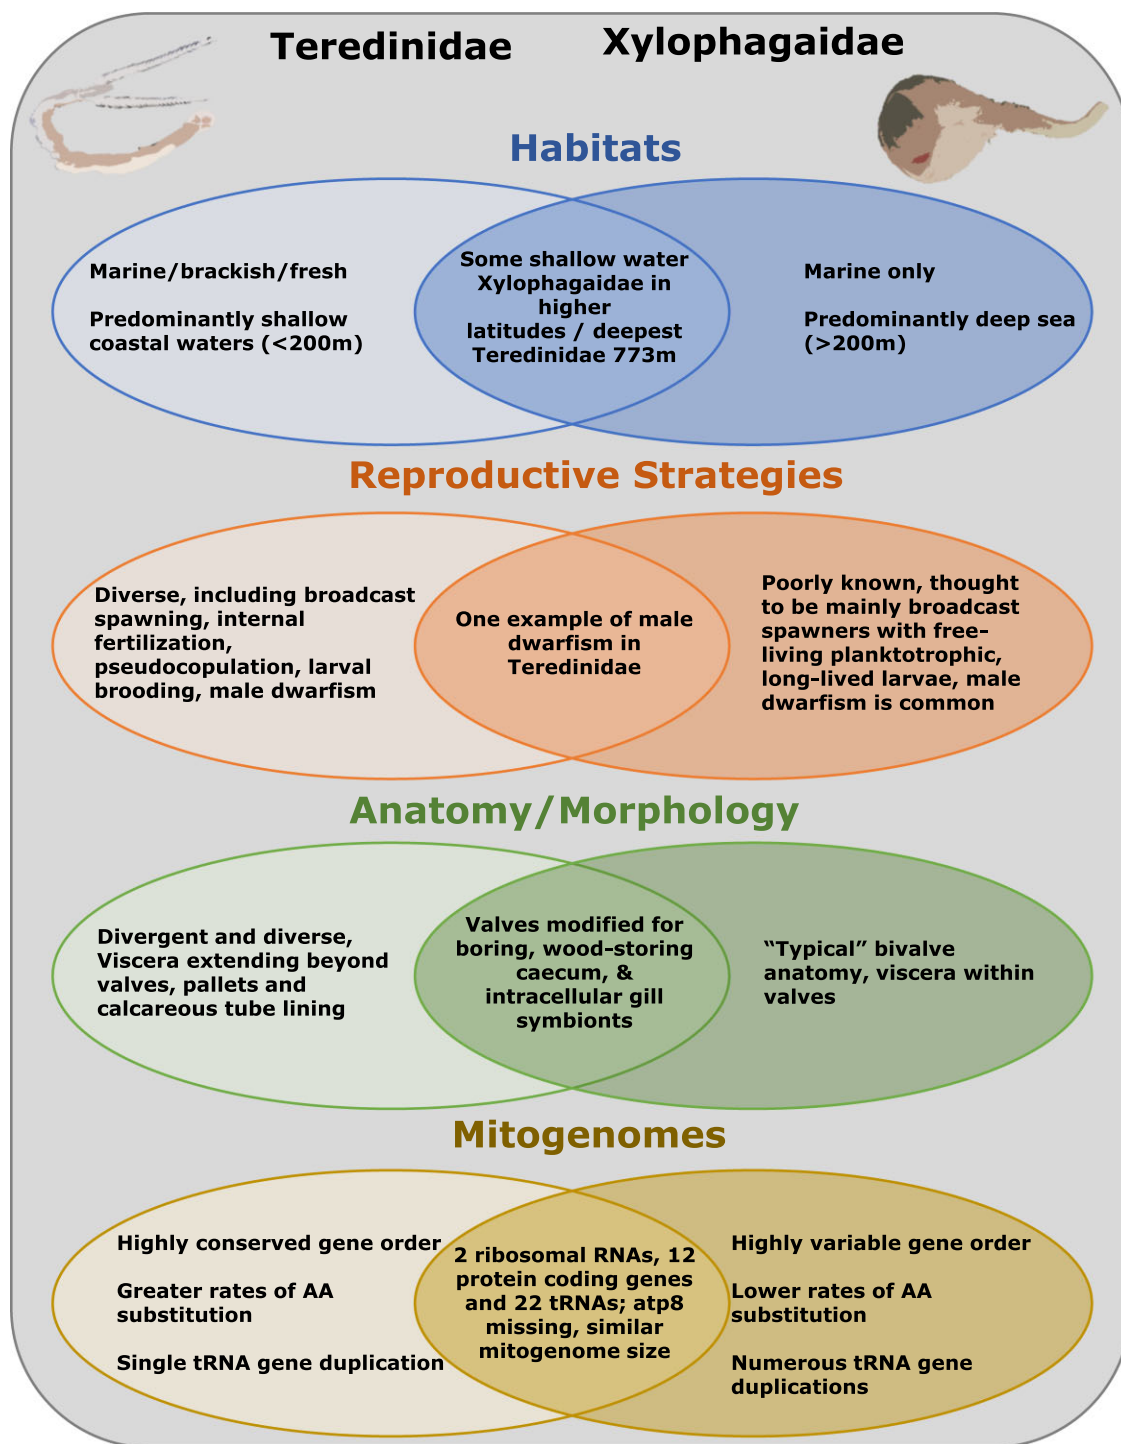 Teredinidae
Xylophagaidae
Habitats
Marine/brackish/fresh
Predominantly shallow
coastal waters (<200m)
Some shallow water
Xylophagaidae in
higher
latitudes / deepest
Teredinidae 773m
Marine only
Predominantly deep sea
(>200m)
Reproductive Strategies
Diverse, including broadcast
spawning, internal
fertilization,
pseudocopulation, larval
brooding, male dwarfism
One example of male
dwarfism in
Teredinidae
Poorly known, thought
to be mainly broadcast
spawners with free-
living planktotrophic,
long-lived larvae, male
dwarfism is common
Anatomy/Morphology
Divergent and diverse,
Viscera extending beyond
valves, pallets and
calcareous tube lining
Valves modified for
boring, wood-storing
caecum, &
intracellular gill
symbionts
“Typical” bivalve
anatomy, viscera within
valves
Mitogenomes
Highly conserved gene order
Greater rates of AA
substitution
Single tRNA gene duplication
2 ribosomal RNAs, 12
protein coding genes
and 22 tRNAs; atp8
missing, similar
mitogenome size
Highly variable gene order
Lower rates of AA
substitution
Numerous tRNA gene
duplications